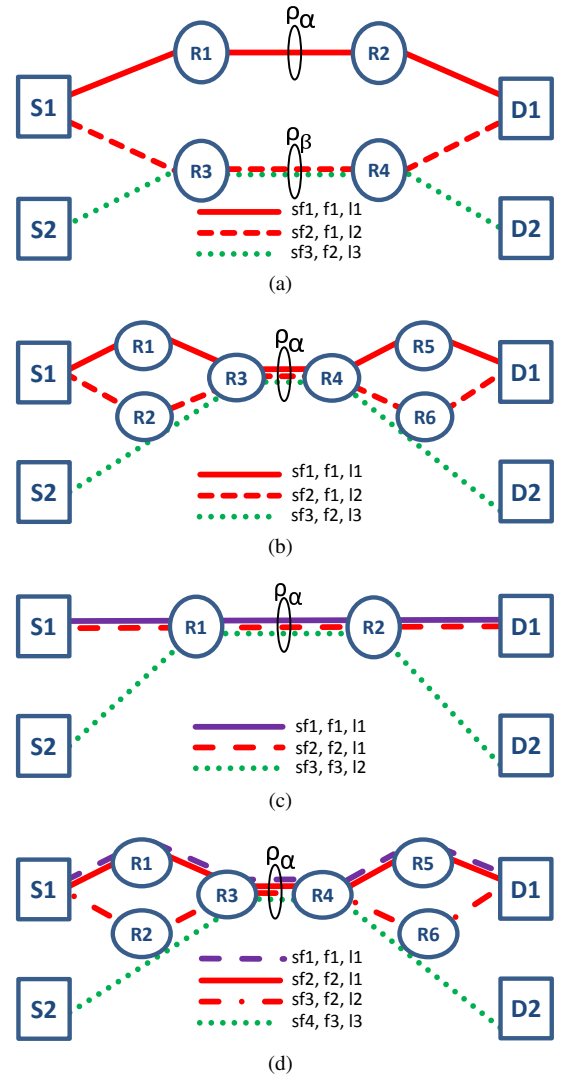 ρα
R1 R2
S1 D1
ρβ
R3 R4
S2 D2
sf1, f1, l1
sf2, f1, l2
sf3, f2, l3
(a)
ρα
R1 R5
S1 R3 R4 D1
R2 R6
S2 D2
sf1, f1, l1
sf2, f1, l2
sf3, f2, l3
(b)
ρα
S1 R1 R2 D1
S2 D2
sf1, f1, l1
sf2, f2, l1
sf3, f3, l2
(c)
ρα
R1 R5
S1 R3 R4 D1
R2 R6
S2 D2
sf1, f1, l1
sf2, f2, l1
sf3, f2, l2
sf4, f3, l3
(d)